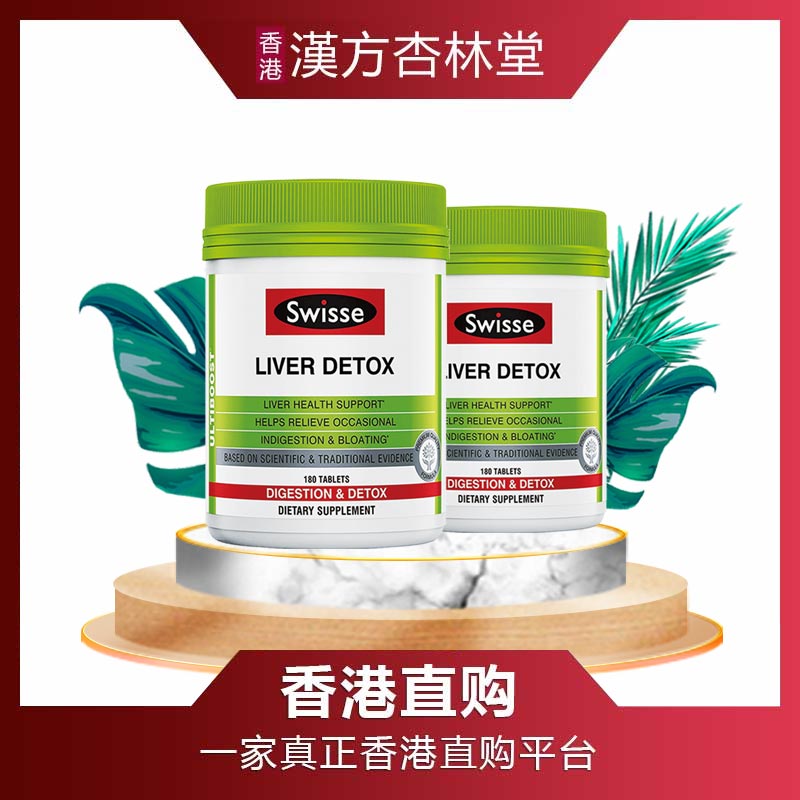 香港
漢方杏林堂
Swisse
LIVER DETOX
ULTIBOOST
LIVER HEALTH SUPPORT*
HELPS RELIEVE OCCASIONAL
INDIGESTION & BLOATING*
BASED ON SCIENTIFIC & TRADITIONAL EVIDENCE
180 TABLETS
DIGESTION & DETOX
DIETARY SUPPLEMENT
Swisse
LIVER DETOX
LIVER HEALTH SUPPORT*
HELPS RELIEVE OCCASIONAL
INDIGESTION & BLOATING*
SCIENTIFIC & TRADITIONAL EVIDENCE
180 TABLETS
DIGESTION & DETOX
DIETARY SUPPLEMENT
香港直购
一家真正香港直购平台